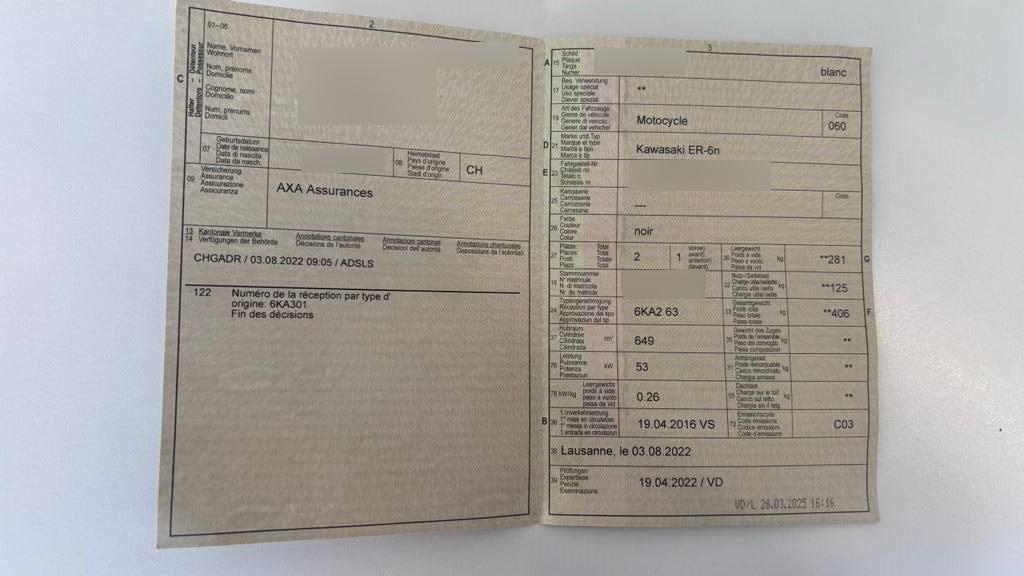 2
01–06
C
Halter
Détenteur
Detentore
Possessur
Name, Vornamen
Wohnort
Nom, prénoms
Domicile
Cognome, nomi
Domicilio
Num, prenums
Domicil
07
Geburtsdatum
Date de naissance
Data di nascita
Data da nasch.
08
Heimatstaat
Pays d'origine
Paese d'origine
Stadi d'origin
CH
09
Versicherung
Assurance
Assicurazione
Assicuranza
AXA Assurances
13 Kantonale Vermerke
14 Verfügungen der Behörde
Annotations cantonales
Décisions de l'autorité
Annotazioni cantonali
Decisioni dell'autorità
Annotaziuns chantunalas
Disposiziuns da l'autoritad
CHGADR / 03.08.2022 09:05 / ADSLS
122 Numéro de la réception par type d'
origine: 6KA301
Fin des décisions
3
A 15
Schild
Plaque
Targa
Numer
blanc
17
Bes. Verwendung
Usage spécial
Uso speciale
Diever spezial
**
19
Art des Fahrzeugs
Genre de véhicule
Genere di veicolo
Gener dal vehichel
Motocycle
Code
060
D 21
Marke und Typ
Marque et type
Marca e tipo
Marca e tip
Kawasaki ER-6n
E 23
Fahrgestell-Nr.
Châssis no
Telaio n.
Schassis nr.
25
Karosserie
Carrosserie
Carrozzeria
Carossaria
---
Code
26
Farbe
Couleur
Colore
Colur
noir
27
Plätze: Total
Places: Total
Posti: Totale
Plazs: Total
2
1
vorne)
avant)
anteriori)
davant)
30
Leergewicht
Poids à vide
Peso a vuoto
Paisa da vid
kg
**281
G
18
Stammnummer
N° matricule
N. di matricola
Nr. da matricla
32
Nutz-/Sattellast
Charge utile/sellette
Carico utile/sella
Chargia utila/sella
kg
**125
24
Typengenehmigung
Réception par type
Approvazione del tipo
Approvaziun del tip
6KA2 63
33
Gesamtgewicht
Poids total
Peso totale
Paisa totala
kg
**406
F
37
Hubraum
Cylindrée
Cilindrata
Cilindrada
cm³
649
35
Gewicht des Zuges
Poids de l'ensemble
Peso del convoglio
Paisa cumposiziun
kg
**
76
Leistung
Puissance
Potenza
Prestaziun
kW
53
31
Anhängelast
Poids remorquable
Carico rimorchiato
Chargia annexa
kg
**
78 kW/kg
Leergewicht
poids à vide
peso a vuoto
paisa da vid
0.26
55
Dachlast
Charge sur le toit
Carico sul tetto
Chargia sin il tetg
kg
**
B 36
1. Inverkehrsetzung
1re mise en circulation
1a messa in circolazione
1. entrada en circulaziun
19.04.2016 VS
72
Emissionscode
Code émissions
Codice emissioni
Code d'emissiuns
C03
38 Lausanne, le 03.08.2022
39
Prüfungen
Expertises
Perizie
Examinaziuns
19.04.2022 / VD
VD/L 28.03.2025 16:16